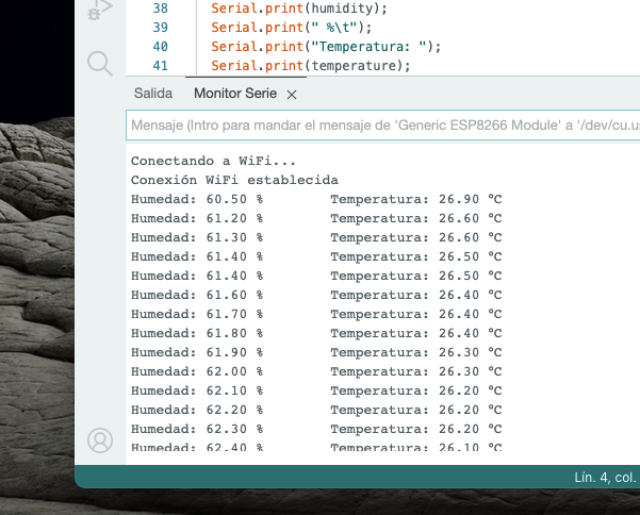 38 Serial.print(humidity);
39 Serial.print(" %\t");
40 Serial.print("Temperatura: ");
41 Serial.print(temperature);
Salida Monitor Serie ×
Mensaje (Intro para mandar el mensaje de 'Generic ESP8266 Module' a '/dev/cu.us
Conectando a WiFi...
Conexión WiFi establecida
Humedad: 60.50 % Temperatura: 26.90 °C
Humedad: 61.20 % Temperatura: 26.60 °C
Humedad: 61.30 % Temperatura: 26.60 °C
Humedad: 61.40 % Temperatura: 26.50 °C
Humedad: 61.40 % Temperatura: 26.50 °C
Humedad: 61.60 % Temperatura: 26.40 °C
Humedad: 61.70 % Temperatura: 26.40 °C
Humedad: 61.80 % Temperatura: 26.40 °C
Humedad: 61.90 % Temperatura: 26.30 °C
Humedad: 62.00 % Temperatura: 26.30 °C
Humedad: 62.10 % Temperatura: 26.20 °C
Humedad: 62.20 % Temperatura: 26.20 °C
Humedad: 62.30 % Temperatura: 26.20 °C
Humedad: 62.40 % Temperatura: 26.10 °C
Lín. 4, col.